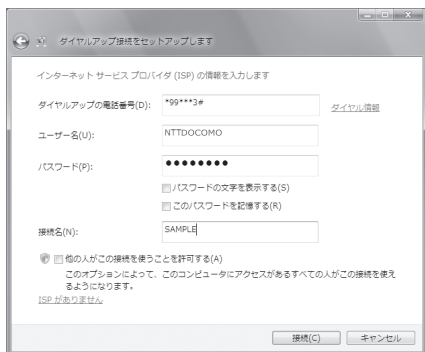 ダイヤルアップ接続をセットアップします
インターネット サービス プロバイダ (ISP) の情報を入力します
ダイヤルアップの電話番号(D): *99***3# ダイヤル情報
ユーザー名(U): NTTDOCOMO
パスワード(P): ●●●●●●●●
パスワードの文字を表示する(S)
このパスワードを記憶する(R)
接続名(N): SAMPLE
他の人がこの接続を使うことを許可する(A)
このオプションによって、このコンピュータにアクセスがあるすべての人がこの接続を使え
るようになります。
ISP がありません
接続(C) キャンセル